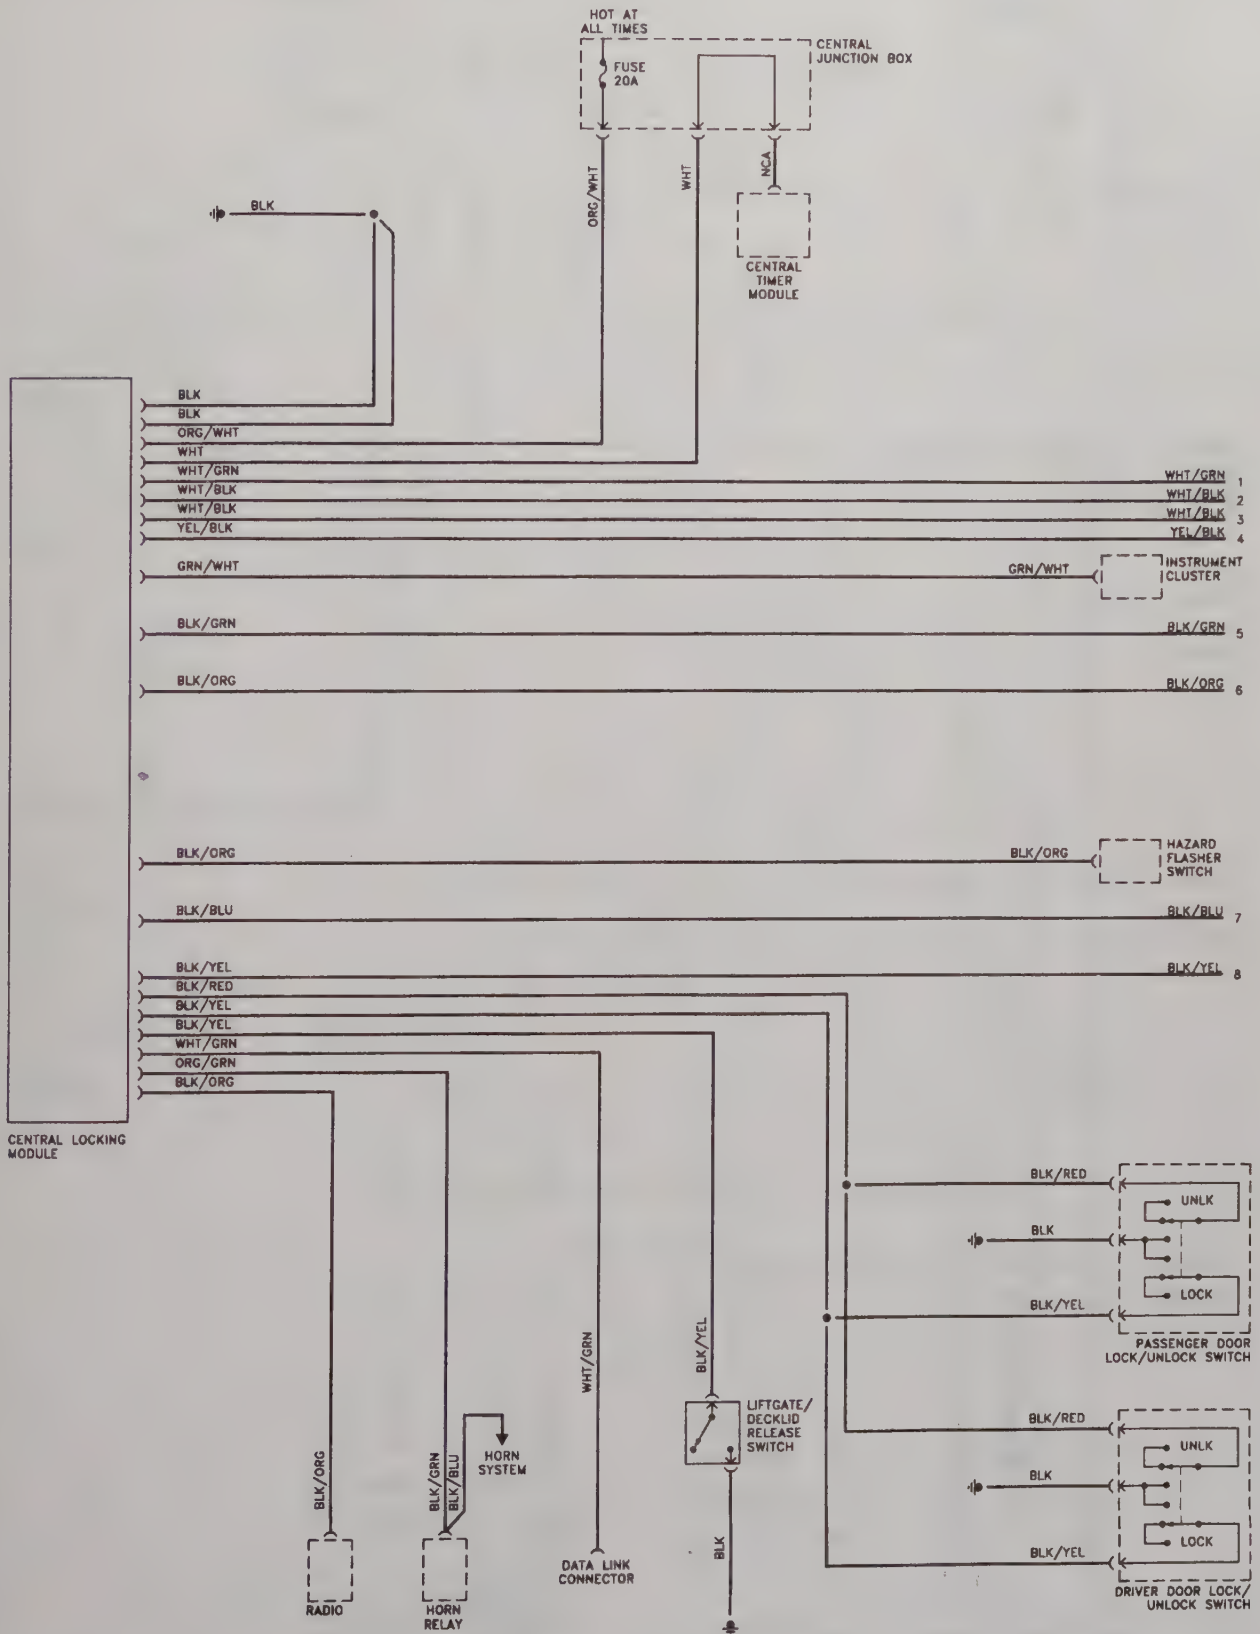 HOT AT
ALL TIMES
CENTRAL
JUNCTION BOX
FUSE
20A
ORG/WHT
WHT
NCA
BLK
CENTRAL
TIMER
MODULE
BLK
BLK
ORG/WHT
WHT
WHT/GRN
WHT/GRN 1
WHT/BLK
WHT/BLK 2
WHT/BLK
WHT/BLK 3
YEL/BLK
YEL/BLK 4
GRN/WHT
GRN/WHT
INSTRUMENT
CLUSTER
BLK/GRN
BLK/GRN 5
BLK/ORG
BLK/ORG 6
BLK/ORG
BLK/ORG
HAZARD
FLASHER
SWITCH
BLK/BLU
BLK/BLU 7
BLK/YEL
BLK/YEL 8
BLK/RED
BLK/YEL
BLK/YEL
WHT/GRN
ORG/GRN
BLK/ORG
CENTRAL LOCKING
MODULE
BLK/RED
UNLK
BLK
LOCK
BLK/YEL
PASSENGER DOOR
LOCK/UNLOCK SWITCH
WHT/GRN
BLK/YEL
LIFTGATE/
DECKLID
RELEASE
SWITCH
BLK/RED
UNLK
BLK
LOCK
BLK/YEL
DRIVER DOOR LOCK/
UNLOCK SWITCH
BLK/ORG
BLK/GRN
BLK/BLU
HORN
SYSTEM
BLK
DATA LINK
CONNECTOR
RADIO
HORN
RELAY